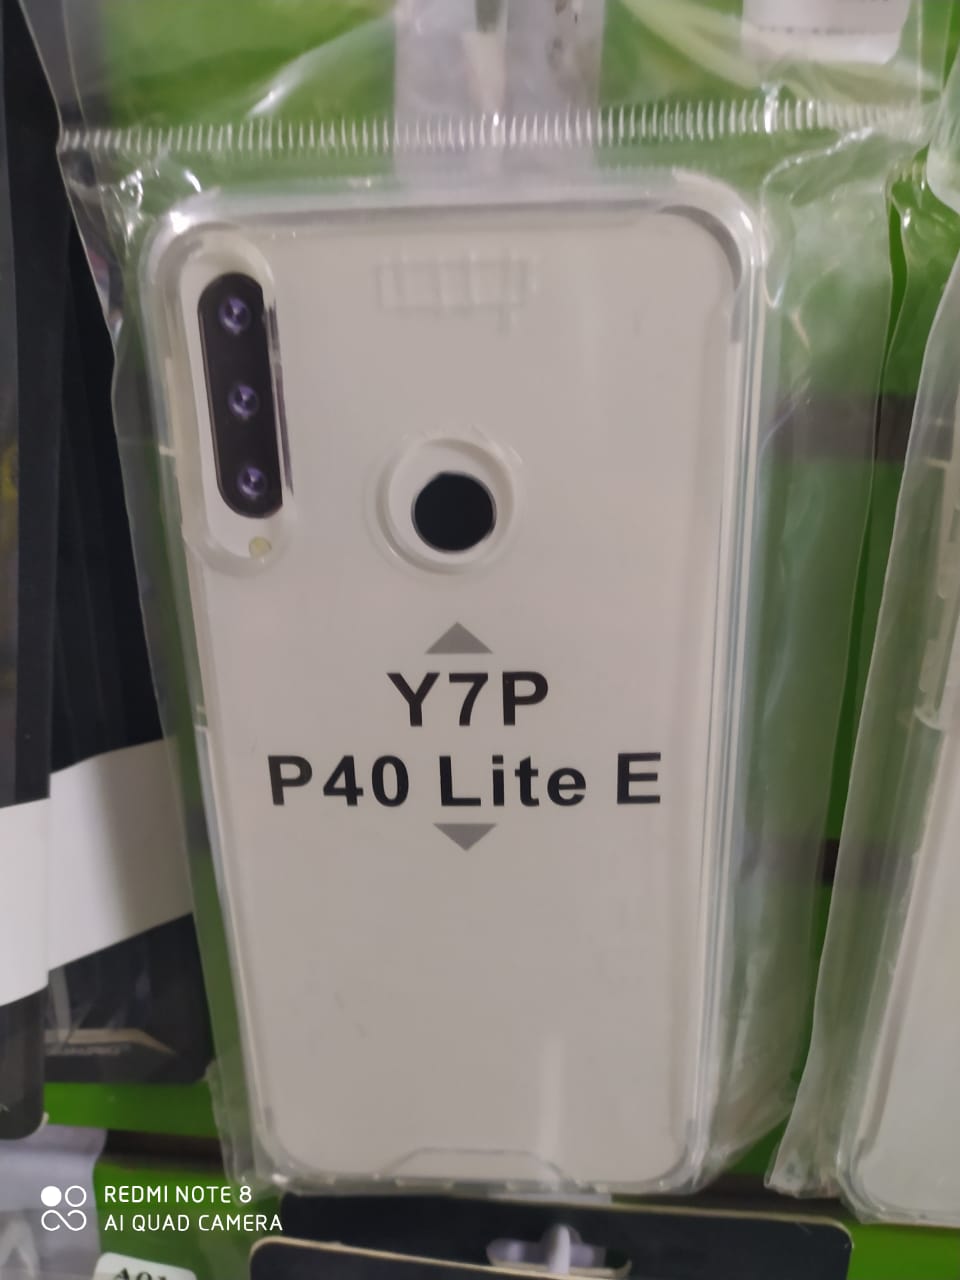 Y7P
P40 Lite E
REDMI NOTE 8
AI QUAD CAMERA